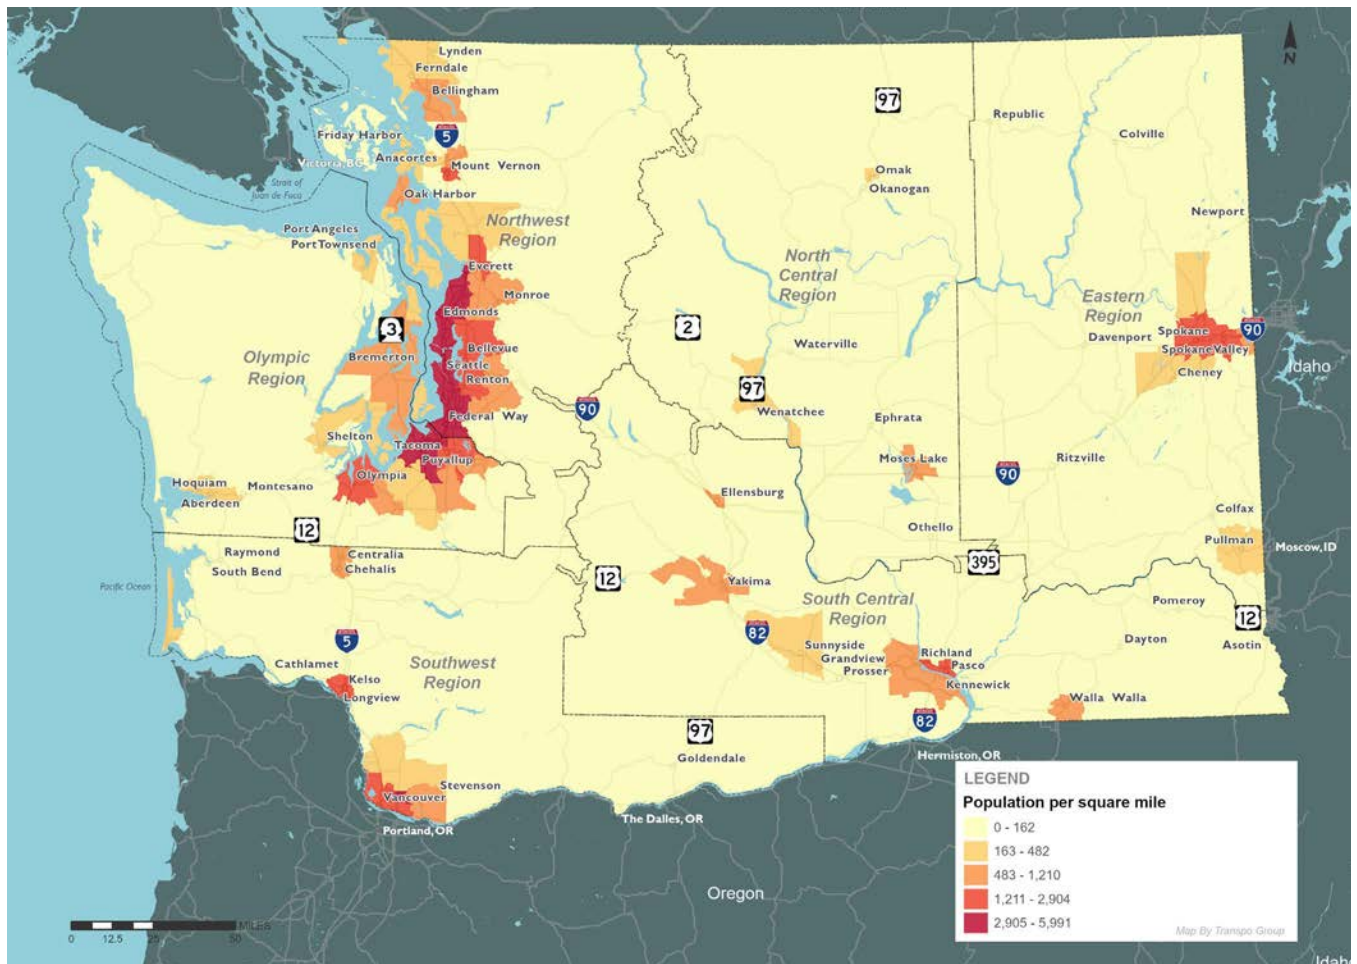 Lynden
Ferndale
Bellingham
5
Friday Harbor
Victoria, BC
Anacortes
Mount Vernon
Strait of
Juan de Fuca
Oak Harbor
Port Angeles
Port Townsend
Northwest
Region
Everett
Monroe
Edmonds
3
Bremerton
Bellevue
Seattle
Renton
Olympic
Region
Federal Way
90
Shelton
Tacoma
Puyallup
Olympia
Hoquiam
Aberdeen
Montesano
12
Raymond
South Bend
Centralia
Chehalis
Pacific Ocean
5
Cathlamet
Kelso
Longview
Southwest
Region
Stevenson
Vancouver
Portland, OR
97
Republic
Colville
Omak
Okanogan
Newport
North
Central
Region
2
Waterville
97
Wenatchee
Ephrata
Moses Lake
Eastern
Region
Davenport
Spokane
90
Spokane Valley
Cheney
Idaho
90
Ritzville
Ellensburg
Othello
Colfax
Pullman
Moscow, ID
395
12
Yakima
South Central
Region
82
Sunnyside
Grandview
Prosser
Richland
Pasco
Kennewick
82
Pomeroy
12
Dayton
Asotin
Walla Walla
97
Goldendale
Hermiston, OR
The Dalles, OR
Oregon
N
LEGEND
Population per square mile
0 - 162
163 - 482
483 - 1,210
1,211 - 2,904
2,905 - 5,991
Map By Transpo Group
MILES
0 12.5 25 50
Idaho